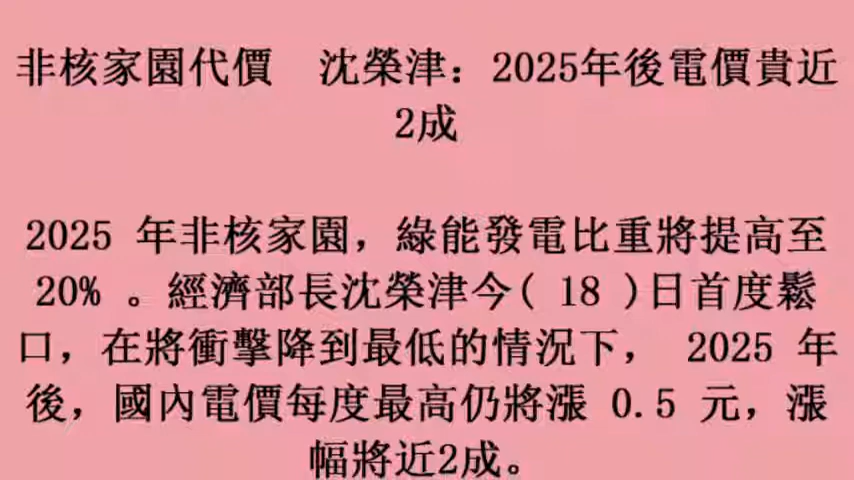 非核家園代價　沈榮津：2025年後電價貴近
2成
2025 年非核家園，綠能發電比重將提高至
20% 。經濟部長沈榮津今( 18 )日首度鬆
口，在將衝擊降到最低的情況下， 2025 年
後，國內電價每度最高仍將漲 0.5 元，漲
幅將近2成。